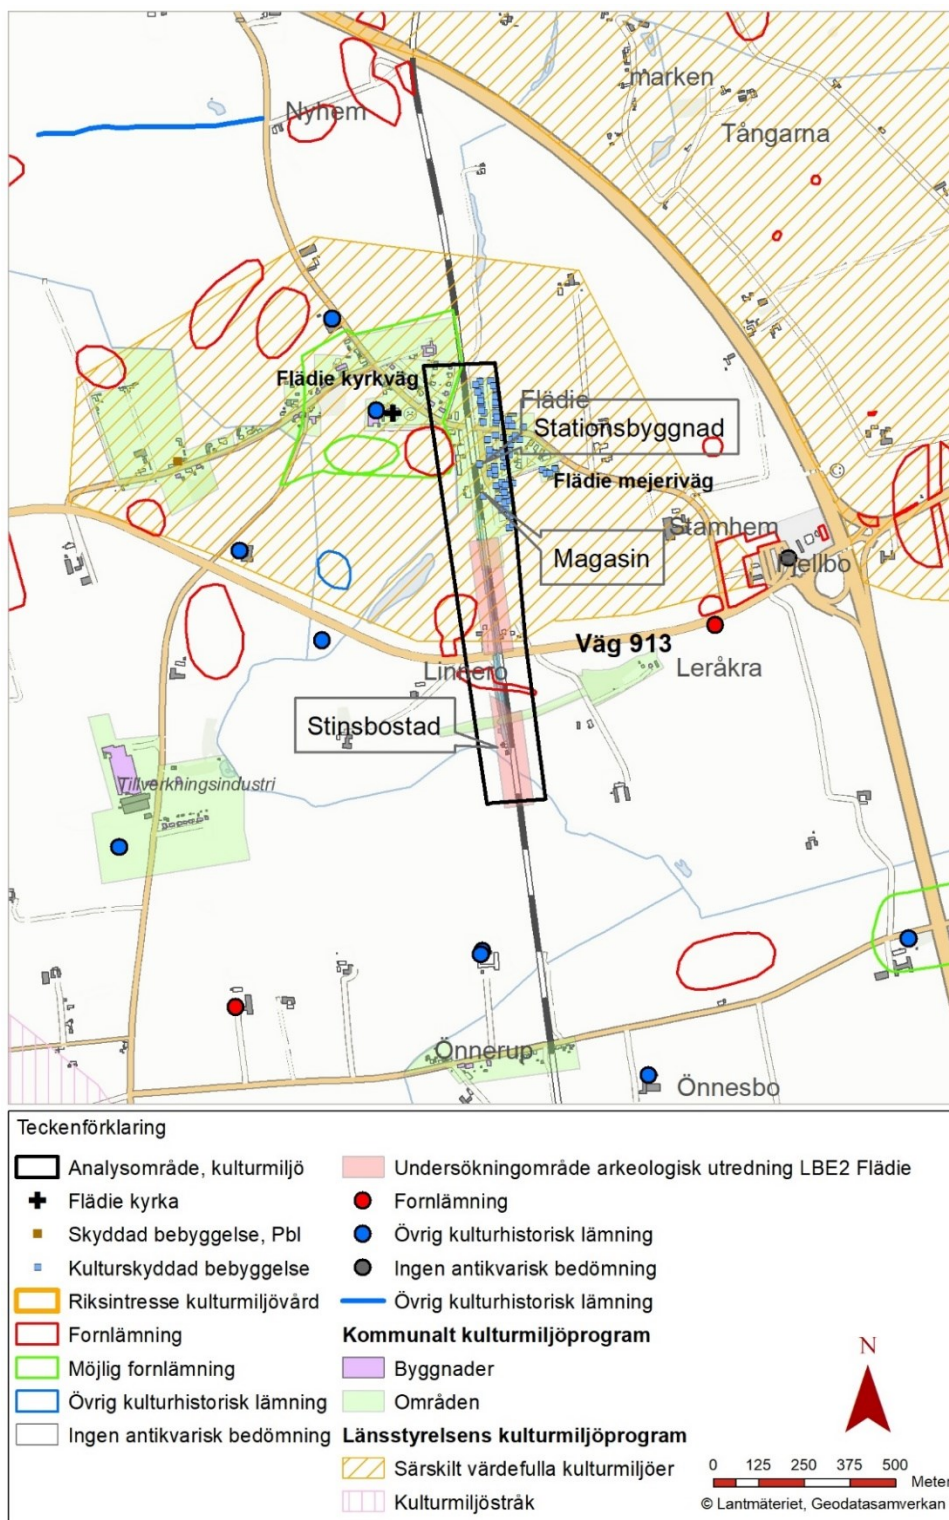 marken
Nyhem
Tångarna
Flädie kyrkväg
Flädie
Stationsbyggnad
Flädie mejeriväg
Stamhem
Magasin
Fjellbo
Väg 913
Linnero
Leråkra
Stinsbostad
Tillverkningsindustri
Önnerup
Önnesbo
Teckenförklaring
Analysområde, kulturmiljö
Flädie kyrka
Skyddad bebyggelse, Pbl
Kulturskyddad bebyggelse
Riksintresse kulturmiljövård
Fornlämning
Möjlig fornlämning
Övrig kulturhistorisk lämning
Ingen antikvarisk bedömning
Undersökningområde arkeologisk utredning LBE2 Flädie
Fornlämning
Övrig kulturhistorisk lämning
Ingen antikvarisk bedömning
Övrig kulturhistorisk lämning
Kommunalt kulturmiljöprogram
Byggnader
Områden
Länsstyrelsens kulturmiljöprogram
Särskilt värdefulla kulturmiljöer
Kulturmiljöstråk
N
0 125 250 375 500
Meter
© Lantmäteriet, Geodatasamverkan